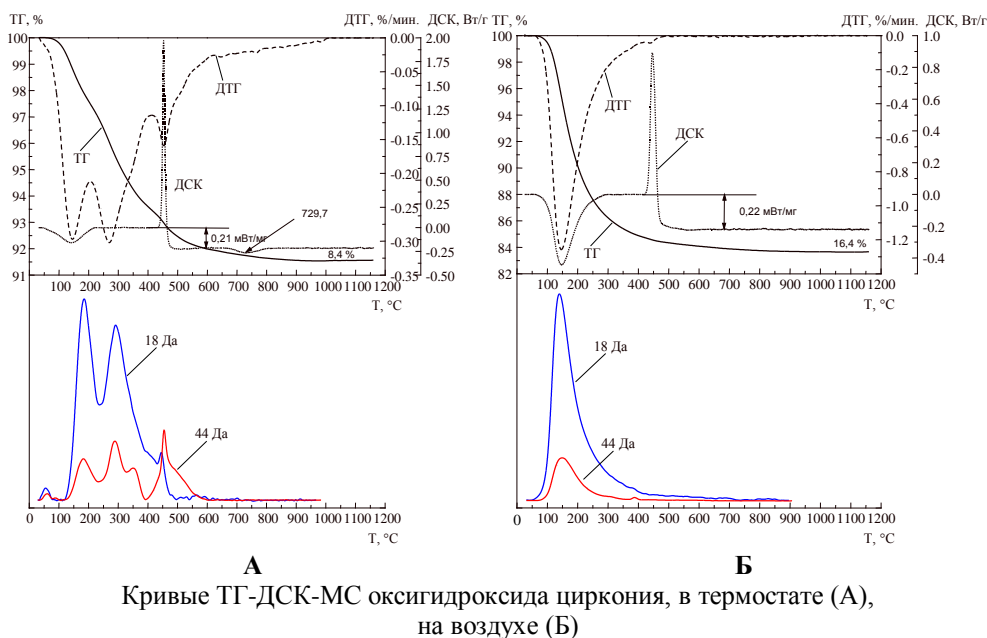 ТГ, %
ДТГ, %/мин. ДСК, Вт/г
100
99
98
97
96
95
94
93
92
91
0.00
-0.05
-0.10
-0.15
-0.20
-0.25
-0.30
-0.35
2.00
1.75
1.50
1.25
1.00
0.75
0.50
0.25
0.00
-0.25
-0.50
ДТГ
ТГ
ДСК
729,7
0,21 мВт/мг
8,4 %
0 100 200 300 400 500 600 700 800 900 1000 1100 1200
Т, °С
18 Да
44 Да
0 100 200 300 400 500 600 700 800 900 1000 1100 1200
Т, °С
А
ТГ, %
ДТГ, %/мин. ДСК, Вт/г
100
98
96
94
92
90
88
86
84
82
0.0
-0.2
-0.4
-0.6
-0.8
-1.0
-1.2
1.0
0.8
0.6
0.4
0.2
0.0
-0.2
-0.4
ДТГ
ДСК
0,22 мВт/мг
ТГ
16,4 %
0 100 200 300 400 500 600 700 800 900 1000 1100 1200
Т, °С
18 Да
44 Да
0 100 200 300 400 500 600 700 800 900 1000 1100 1200
Т, °С
Б
Кривые ТГ-ДСК-МС оксигидроксида циркония, в термостате (А),
на воздухе (Б)